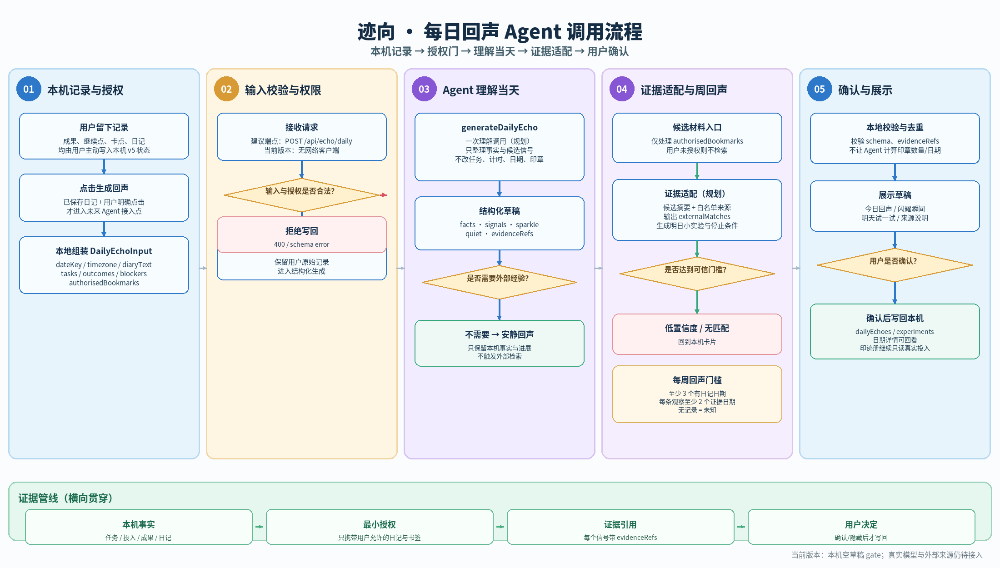 迹向 · 每日回声 Agent 调用流程
本机记录 → 授权门 → 理解当天 → 证据适配 → 用户确认
01 本机记录与授权
用户留下记录
成果、继续点、卡点、日记
均由用户主动写入本机 v5 状态
点击生成回声
已保存日记 + 用户明确点击
才进入未来 Agent 接入点
本地组装 DailyEchoInput
dateKey / timezone / diaryText
tasks / outcomes / blockers
authorisedBookmarks
02 输入校验与权限
接收请求
建议端点：POST /api/echo/daily
当前版本：无网络客户端
输入与授权是否合法？
拒绝写回
400 / schema error
保留用户原始记录
进入结构化生成
03 Agent 理解当天
generateDailyEcho
一次理解调用（规划）
只整理事实与候选信号
不改任务、计时、日期、印章
结构化草稿
facts · signals · sparkle
quiet · evidenceRefs
是否需要外部经验？
不需要 → 安静回声
只保留本机事实与进展
不触发外部检索
04 证据适配与周回声
候选材料入口
仅处理 authorisedBookmarks
用户未授权则不检索
证据适配（规划）
候选摘要 + 白名单来源
输出 externalMatches
生成明日小实验与停止条件
是否达到可信门槛？
低置信度 / 无匹配
回到本机卡片
每周回声门槛
至少 3 个有日记日期
每条观察至少 2 个证据日期
无记录 = 未知
05 确认与展示
本地校验与去重
校验 schema、evidenceRefs
不让 Agent 计算印章数量/日期
展示草稿
今日回声 / 闪耀瞬间
明天试一试 / 来源说明
用户是否确认？
确认后写回本机
dailyEchoes / experiments
日期详情可回看
印迹册继续只读真实投入
证据管线（横向贯穿）
本机事实
任务 / 投入 / 成果 / 日记
最小授权
只携带用户允许的日记与书签
证据引用
每个信号带 evidenceRefs
用户决定
确认/隐藏后才写回
当前版本：本机空草稿 gate；真实模型与外部来源仍待接入